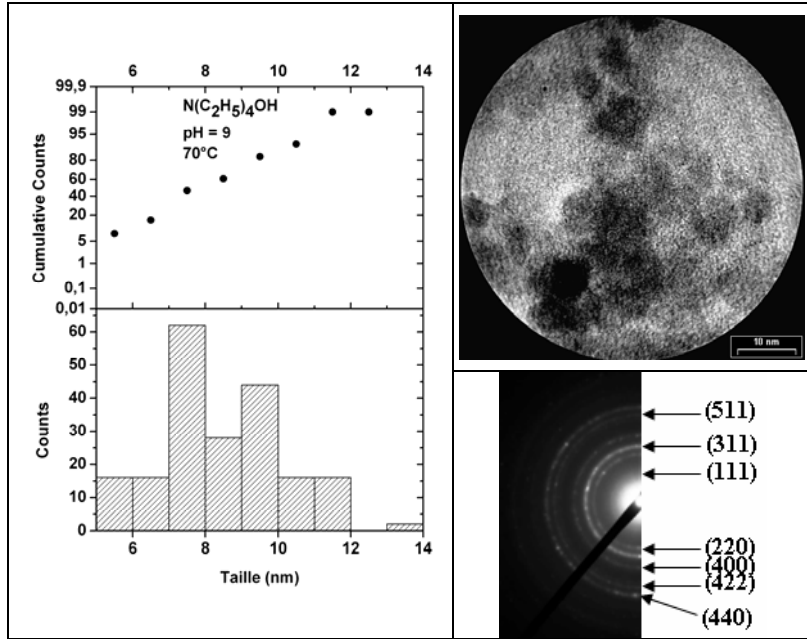 6 8 10 12 14
99,9
99
95
80
60
40
20
5
1
0,1
0,01
Cumulative Counts
N(C₂H₅)₄OH
pH = 9
70°C
60
50
40
30
20
10
0
Counts
6 8 10 12 14
Taille (nm)
10 nm
(511)
(311)
(111)
(220)
(400)
(422)
(440)